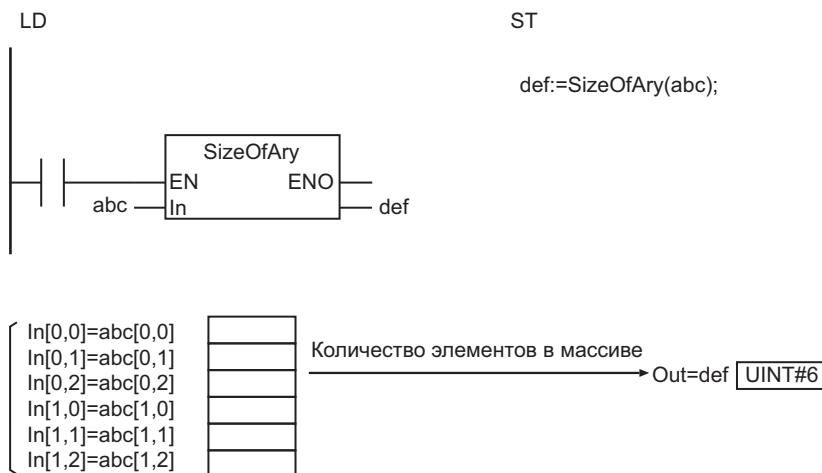 LD
ST
def:=SizeOfAry(abc);
SizeOfAry
EN ENO
abc In def
In[0,0]=abc[0,0]
In[0,1]=abc[0,1]
In[0,2]=abc[0,2]
In[1,0]=abc[1,0]
In[1,1]=abc[1,1]
In[1,2]=abc[1,2]
Количество элементов в массиве
Out=def UINT#6